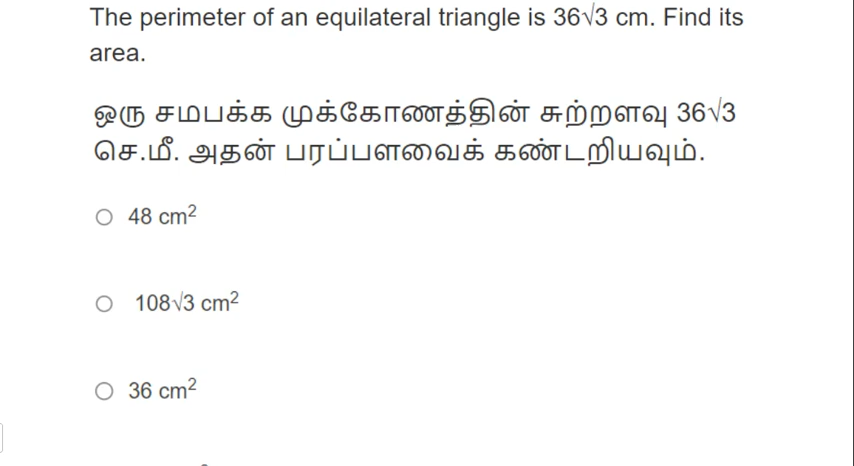 The perimeter of an equilateral triangle is 36√3 cm. Find its
area.
ஒரு சமபக்க முக்கோணத்தின் சுற்றளவு 36√3
செ.மீ. அதன் பரப்பளவைக் கண்டறியவும்.
48 cm²
108√3 cm²
36 cm²